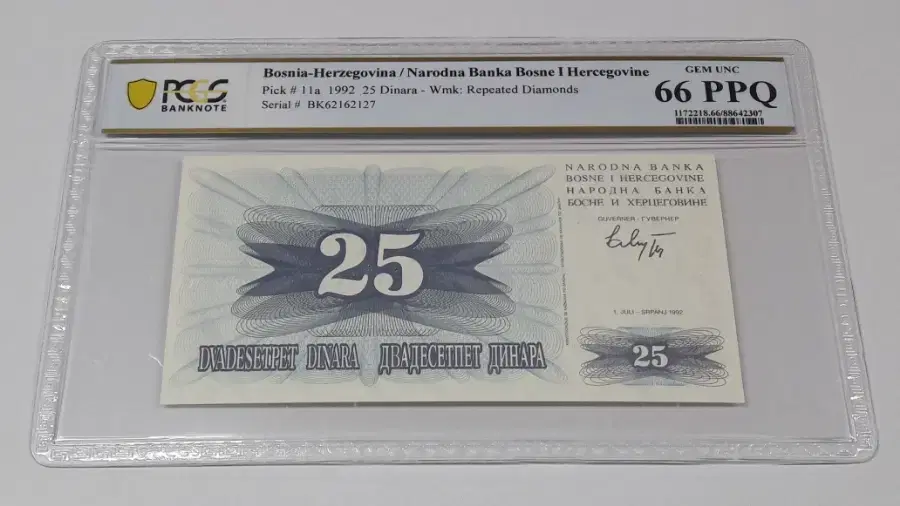 PCGS
BANKNOTE
Bosnia-Herzegovina / Narodna Banka Bosne I Hercegovine
Pick # 11a 1992 25 Dinara - Wmk: Repeated Diamonds
Serial # BK62162127
GEM UNC
66 PPQ
1172218.66/88642307
NARODNA BANKA
BOSNE I HERCEGOVINE
НАРОДНА БАНКА
БОСНЕ И ХЕРЦЕГОВИНЕ
GUVERNER - ГУВЕРНЕР
1. JULI - SRPANJ 1992
25
25
DVADESETPET DINARA ДВАДЕСЕТПЕТ ДИНАРА